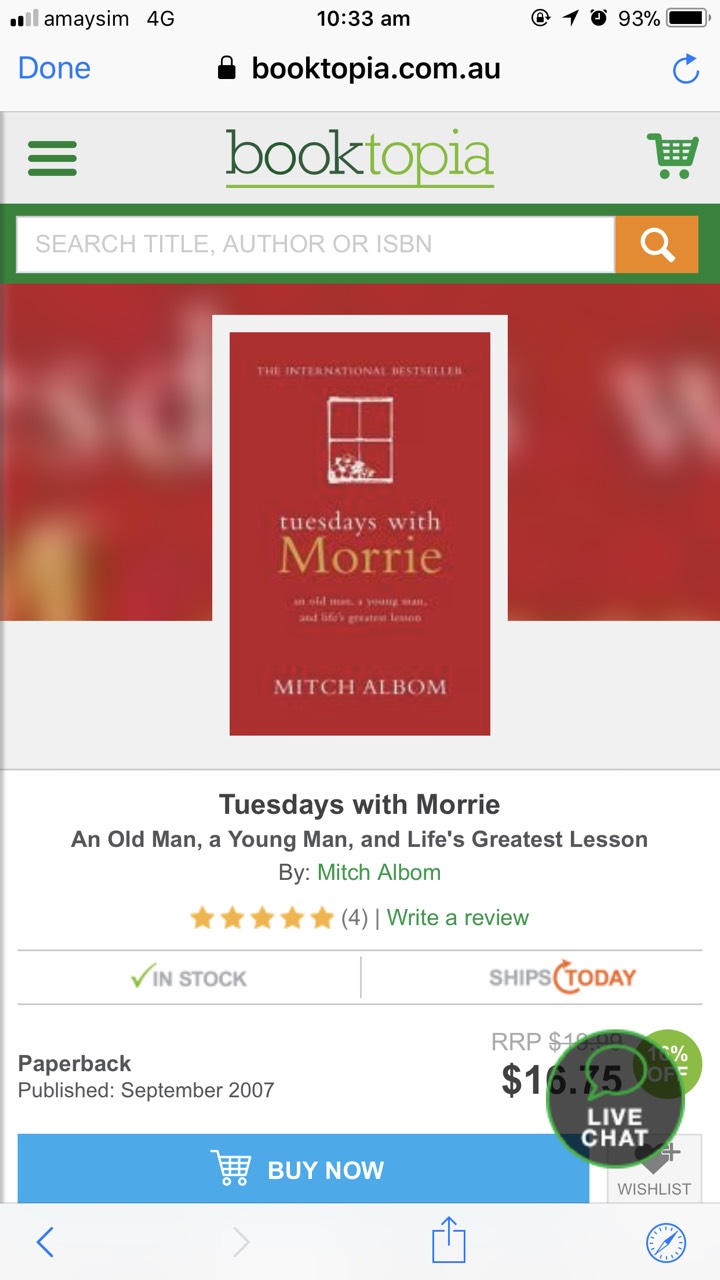 amaysim 4G 10:33 am 93%
Done booktopia.com.au
booktopia
SEARCH TITLE, AUTHOR OR ISBN
THE INTERNATIONAL BESTSELLER
tuesdays with
Morrie
an old man, a young man,
and life's greatest lesson
MITCH ALBOM
Tuesdays with Morrie
An Old Man, a Young Man, and Life's Greatest Lesson
By: Mitch Albom
(4) | Write a review
IN STOCK SHIPS TODAY
RRP $19.99
16% OFF
Paperback
$16.75
Published: September 2007
LIVE
CHAT
BUY NOW
WISHLIST